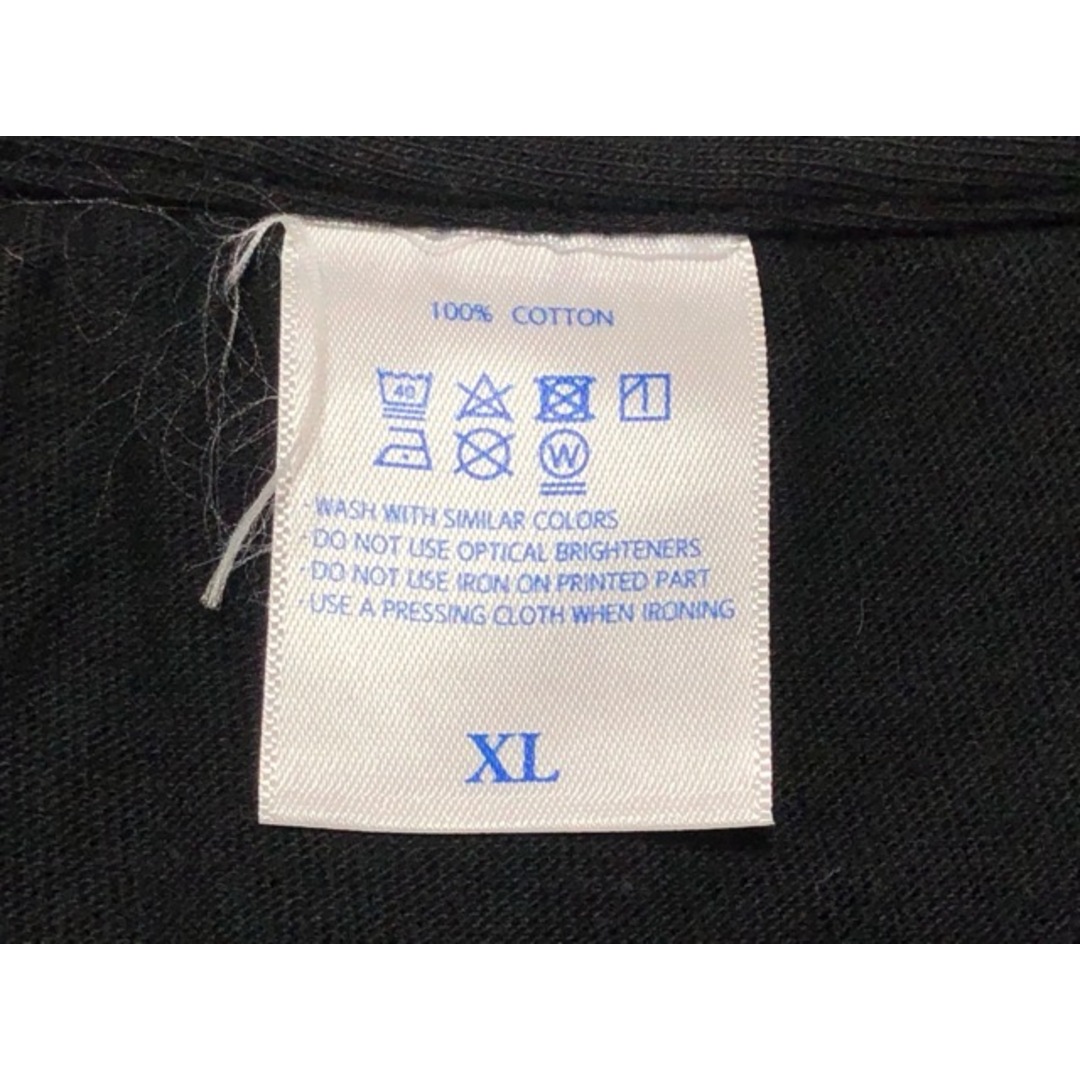 100% COTTON
40
W
-WASH WITH SIMILAR COLORS
-DO NOT USE OPTICAL BRIGHTENERS
-DO NOT USE IRON ON PRINTED PART
-USE A PRESSING CLOTH WHEN IRONING
XL